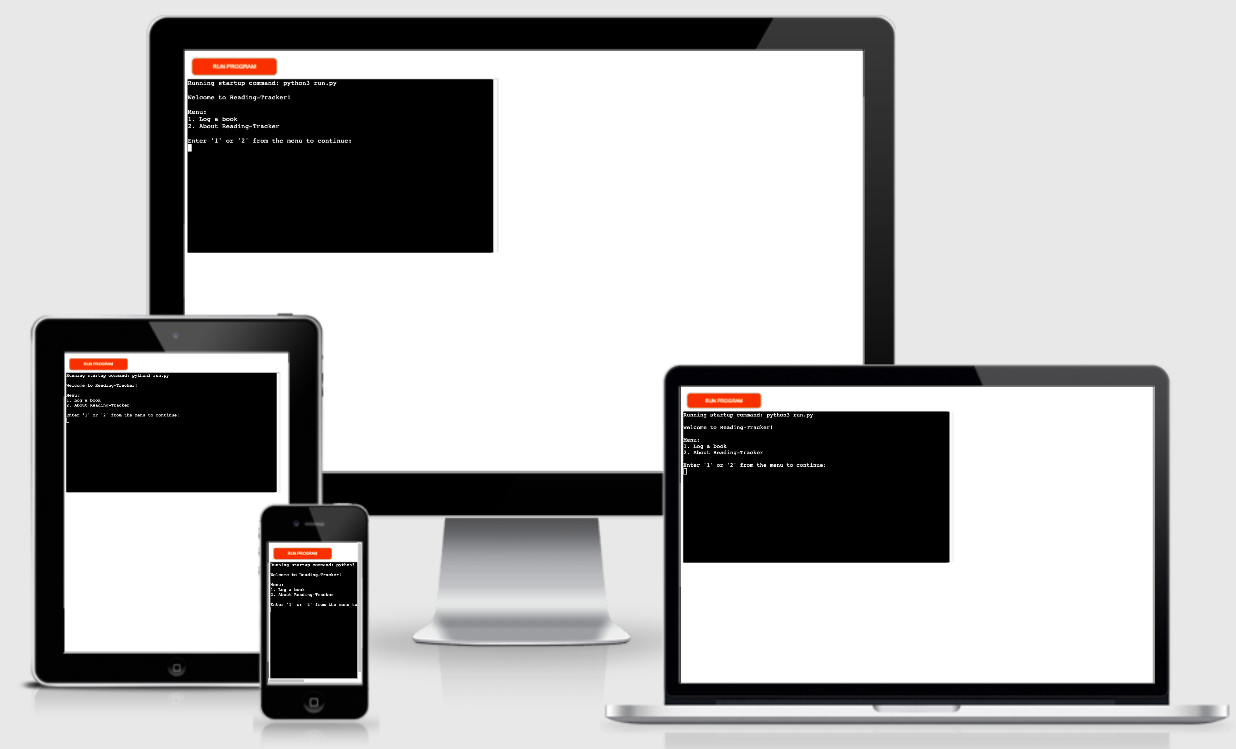 RUN PROGRAM
Running startup command: python3 run.py
Welcome to Reading-Tracker!
Menu:
1. Log a book
2. About Reading-Tracker
Enter '1' or '2' from the menu to continue:
RUN PROGRAM
Running startup command: python3 run.py
Welcome to Reading-Tracker!
Menu:
1. Log a book
2. About Reading-Tracker
Enter '1' or '2' from the menu to continue:
RUN PROGRAM
Running startup command: python3
Welcome to Reading-Tracker!
Menu:
1. Log a book
2. About Reading-Tracker
Enter '1' or '2' from the menu to
RUN PROGRAM
Running startup command: python3 run.py
Welcome to Reading-Tracker!
Menu:
1. Log a book
2. About Reading-Tracker
Enter '1' or '2' from the menu to continue: